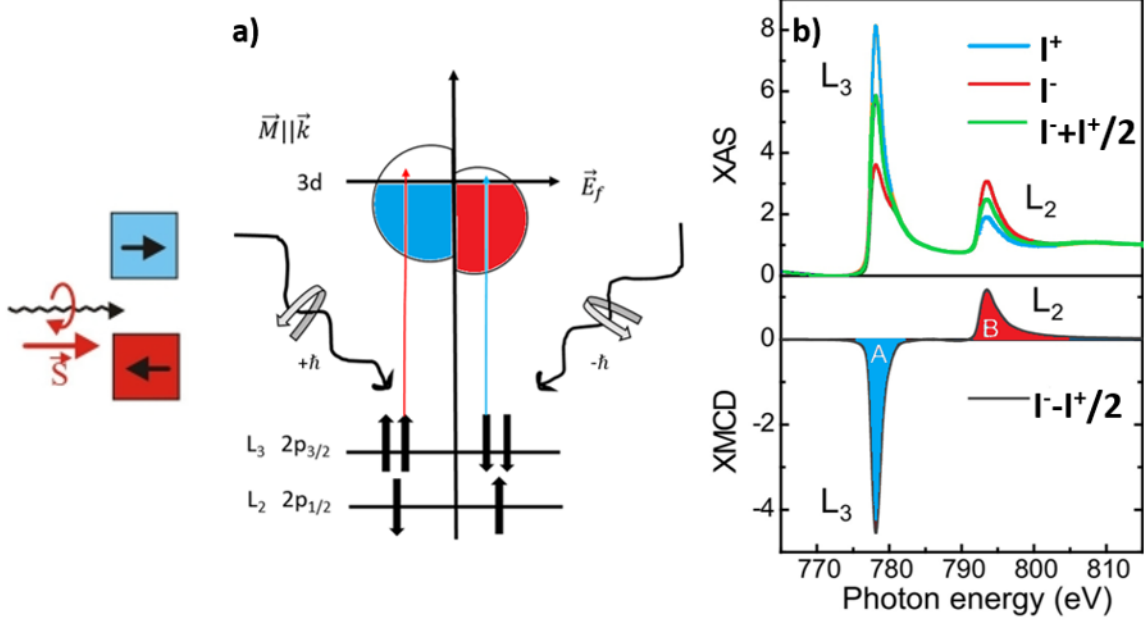 a)
M⃗||k⃗
3d
E⃗f
S⃗
+ℏ
-ℏ
L₃ 2p₃/₂
L₂ 2p₁/₂
b)
8
6
4
2
0
XAS
L₃
I⁺
I⁻
I⁻+I⁺/2
L₂
0
-2
-4
XMCD
A
B
L₂
L₃
I⁻-I⁺/2
770 780 790 800 810
Photon energy (eV)